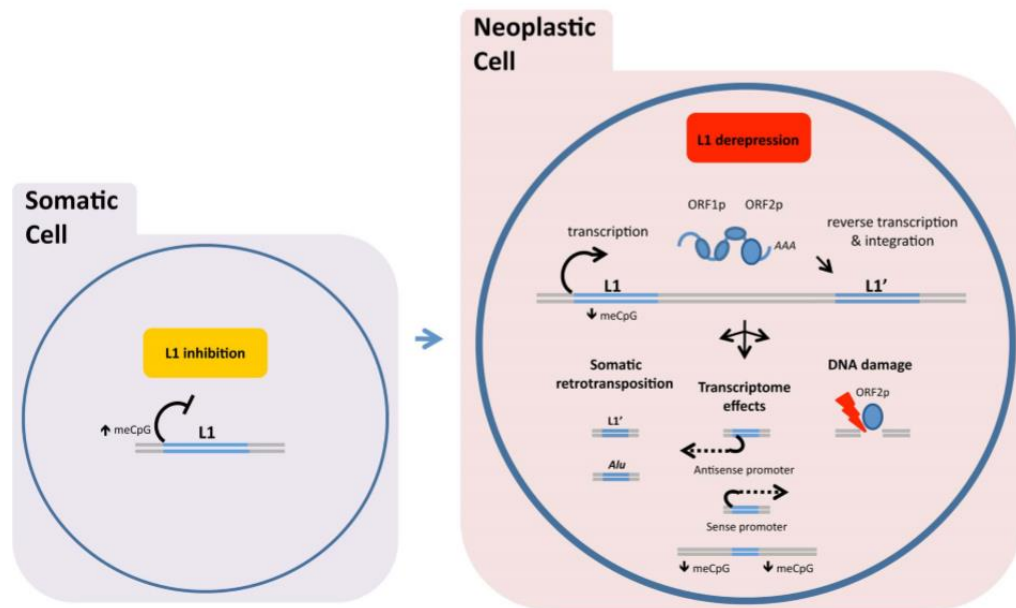 Somatic
Cell
L1 inhibition
↑ meCpG
L1
Neoplastic
Cell
L1 derepression
ORF1p ORF2p
transcription
AAA
reverse transcription
& integration
L1
L1’
↓ meCpG
Somatic
retrotransposition
L1’
Alu
Transcriptome
effects
Antisense promoter
Sense promoter
↓ meCpG ↓ meCpG
DNA damage
ORF2p